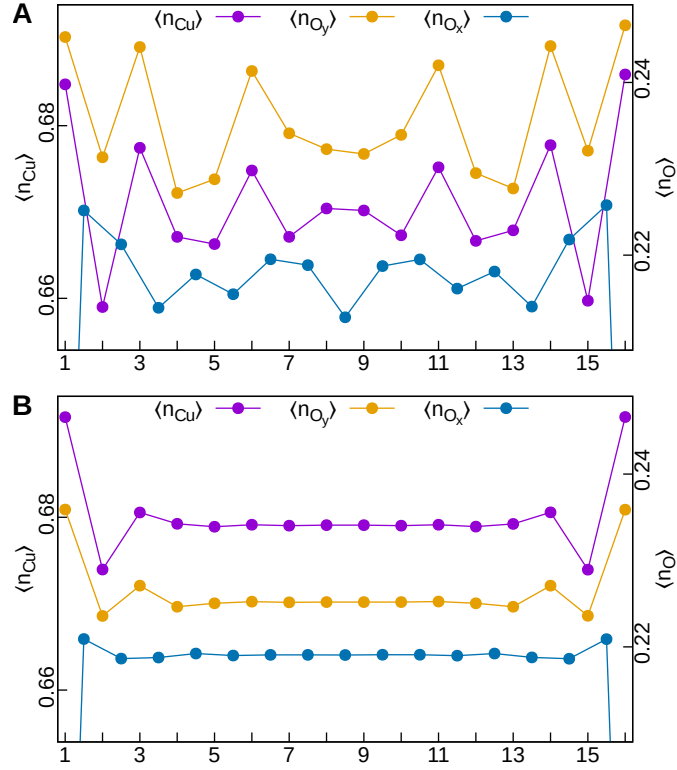 A
⟨nCu⟩ ⟨nOy⟩ ⟨nOx⟩
0.68
0.66
⟨nCu⟩
0.24
0.22
⟨nO⟩
1 3 5 7 9 11 13 15
B
⟨nCu⟩ ⟨nOy⟩ ⟨nOx⟩
0.68
0.66
⟨nCu⟩
0.24
0.22
⟨nO⟩
1 3 5 7 9 11 13 15